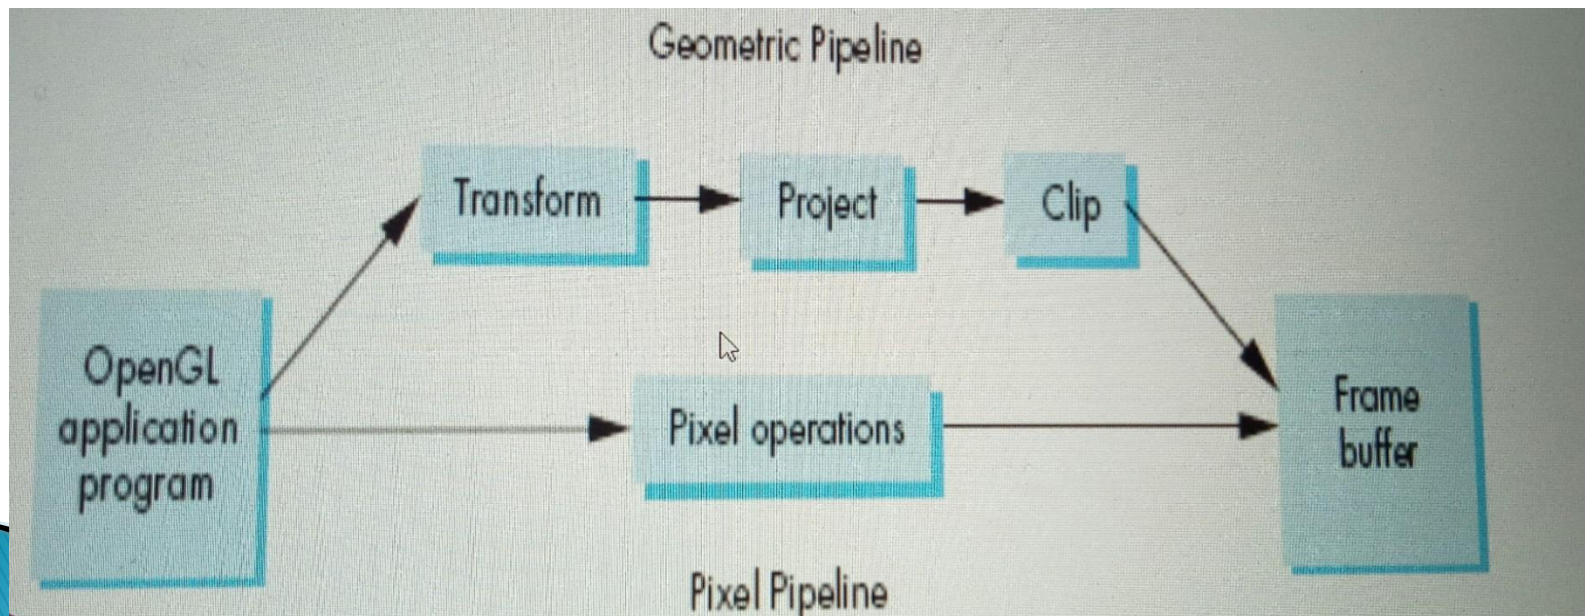 Geometric Pipeline
Transform
Project
Clip
OpenGL
application
program
Pixel operations
Frame
buffer
Pixel Pipeline